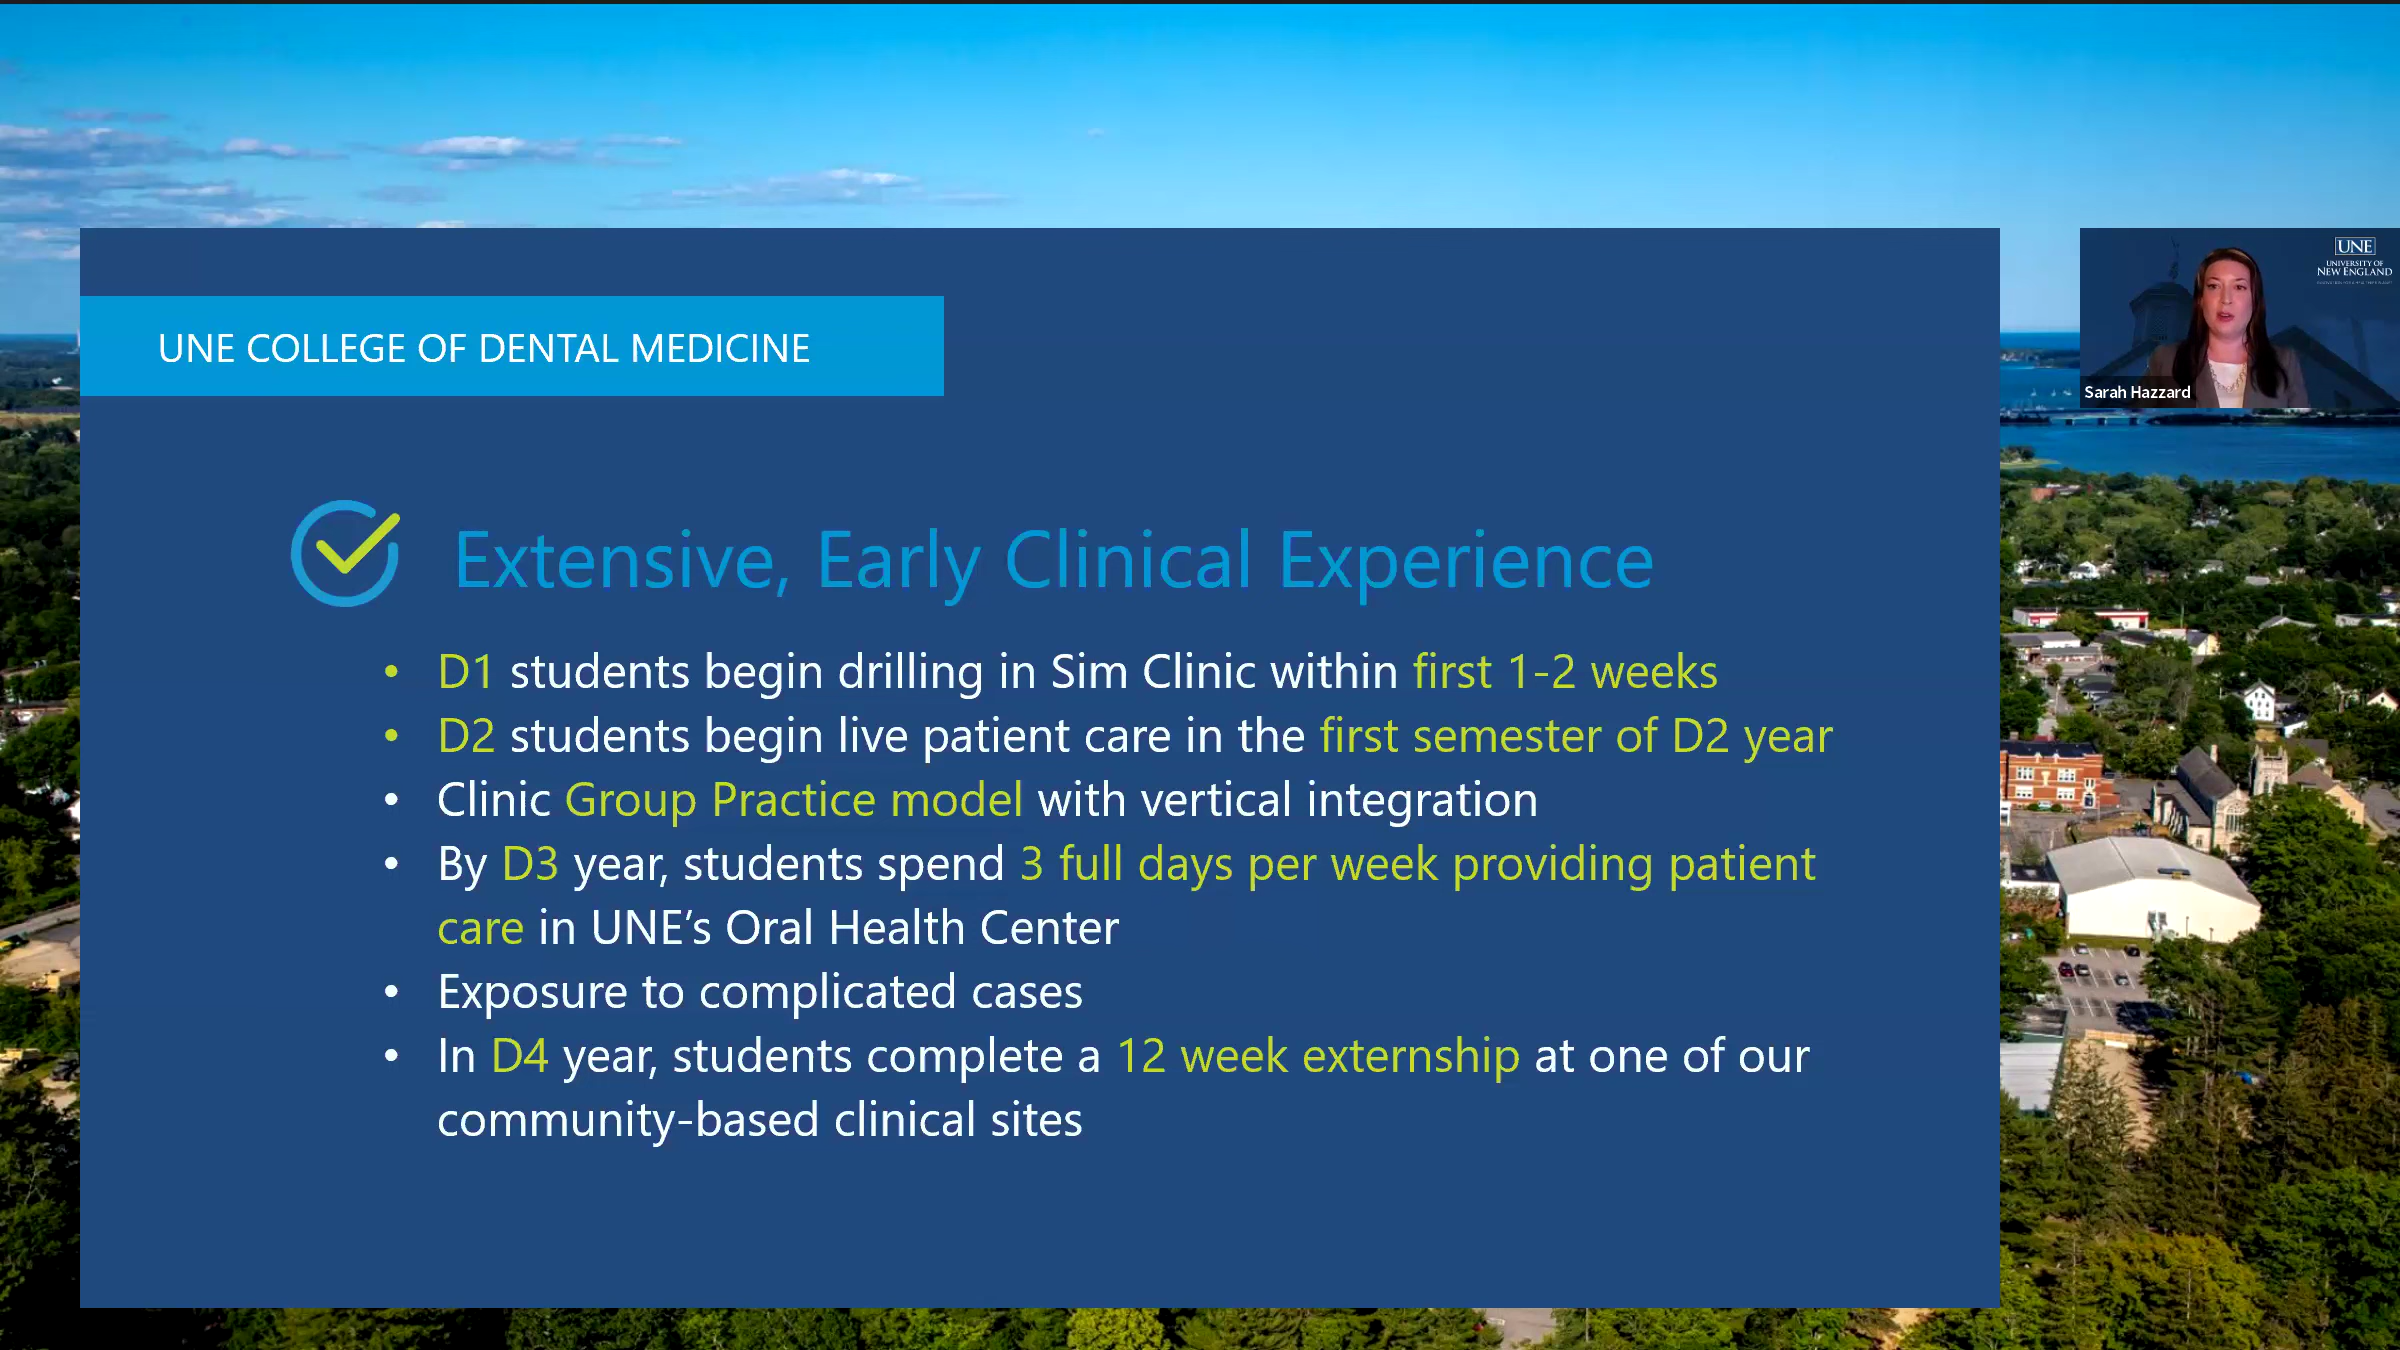 UNE COLLEGE OF DENTAL MEDICINE
UNE
UNIVERSITY OF
NEW ENGLAND
Sarah Hazzard
Extensive, Early Clinical Experience
• D1 students begin drilling in Sim Clinic within first 1-2 weeks
• D2 students begin live patient care in the first semester of D2 year
• Clinic Group Practice model with vertical integration
• By D3 year, students spend 3 full days per week providing patient
care in UNE’s Oral Health Center
• Exposure to complicated cases
• In D4 year, students complete a 12 week externship at one of our
community-based clinical sites